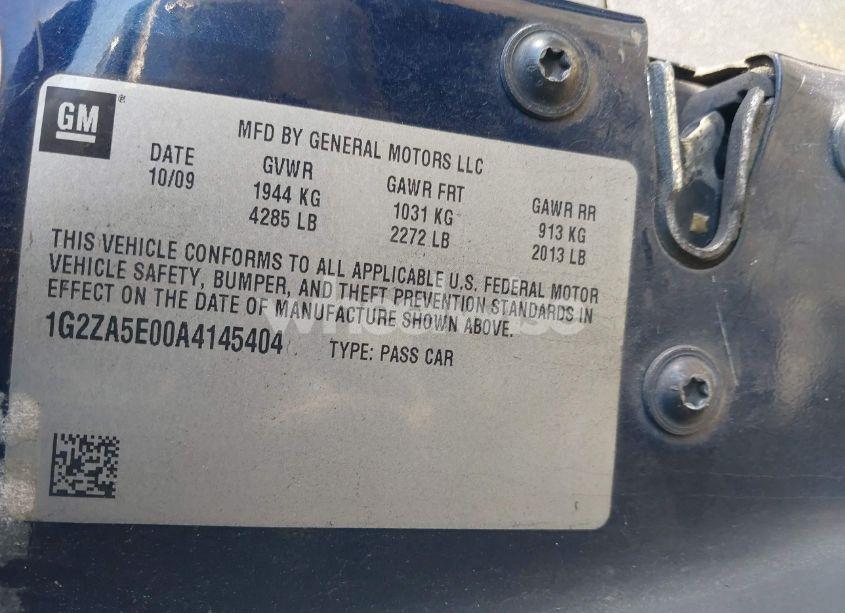 GM
MFD BY GENERAL MOTORS LLC
DATE GVWR GAWR FRT GAWR RR
10/09 1944 KG 1031 KG 913 KG
4285 LB 2272 LB 2013 LB
THIS VEHICLE CONFORMS TO ALL APPLICABLE U.S. FEDERAL MOTOR
VEHICLE SAFETY, BUMPER, AND THEFT PREVENTION STANDARDS IN
EFFECT ON THE DATE OF MANUFACTURE SHOWN ABOVE.
1G2ZA5E00A4145404 TYPE: PASS CAR